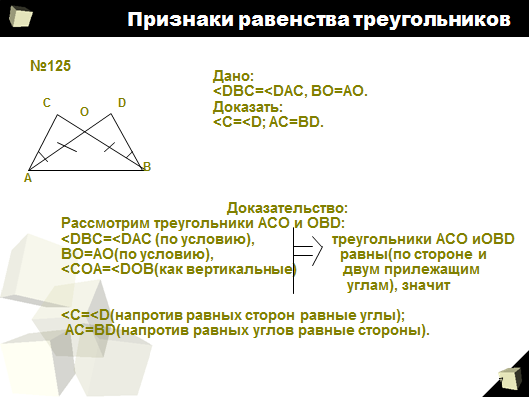 Признаки равенства треугольников
№125
Дано:
<DBC=<DAC, BO=AO.
Доказать:
<C=<D; AC=BD.
C
O
D
A
B
Доказательство:
Рассмотрим треугольники ACO и OBD:
<DBC=<DAC (по условию),
BO=AO(по условию),
<COA=<DOB(как вертикальные)
треугольники ACO иOBD
равны(по стороне и
двум прилежащим
углам), значит
<C=<D(напротив равных сторон равные углы);
AC=BD(напротив равных углов равные стороны).